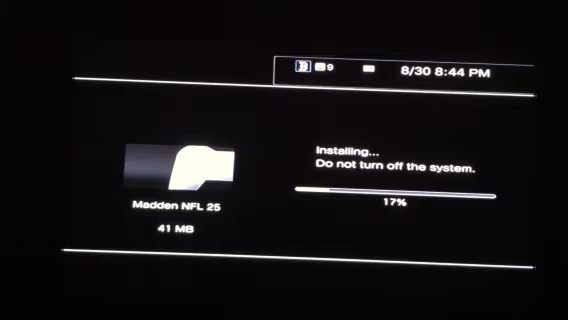 9
8/30 8:44 PM
Installing...
Do not turn off the system.
17%
Madden NFL 25
41 MB